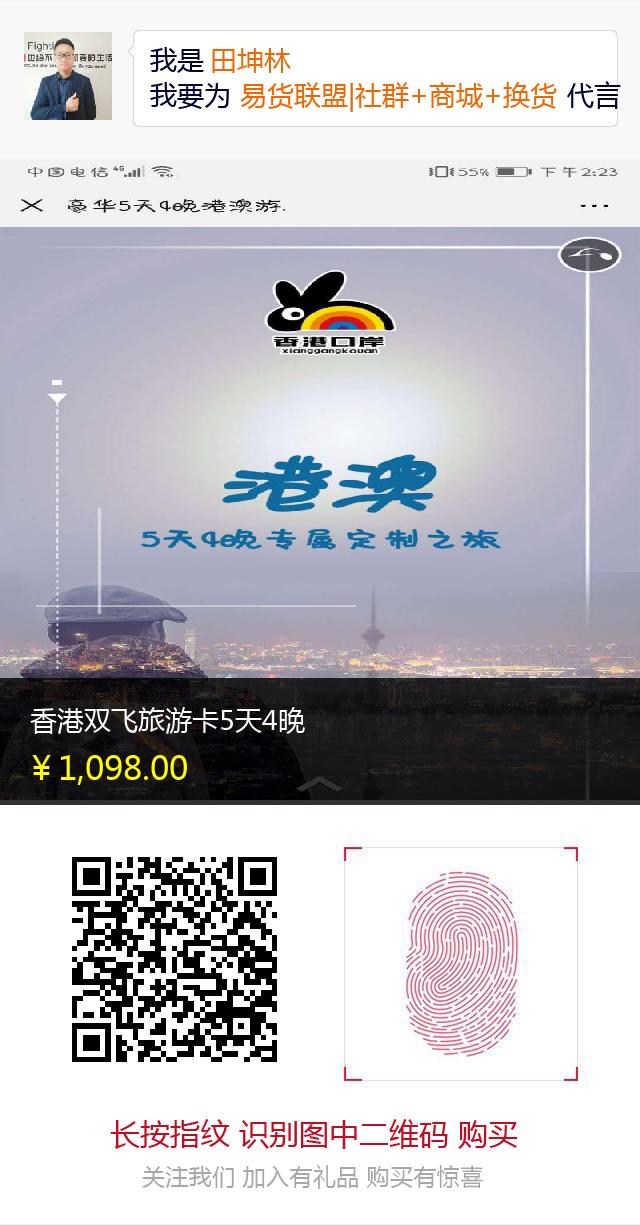 我是 田坤林
我要为 易货联盟|社群+商城+换货 代言
中国电信 4G 55% 下午2:23
豪华5天4晚港澳游.
香港口岸
xianggangkouan
港澳
5天4晚专属定制之旅
香港双飞旅游卡5天4晚
¥1,098.00
长按指纹 识别图中二维码 购买
关注我们 加入有礼品 购买有惊喜